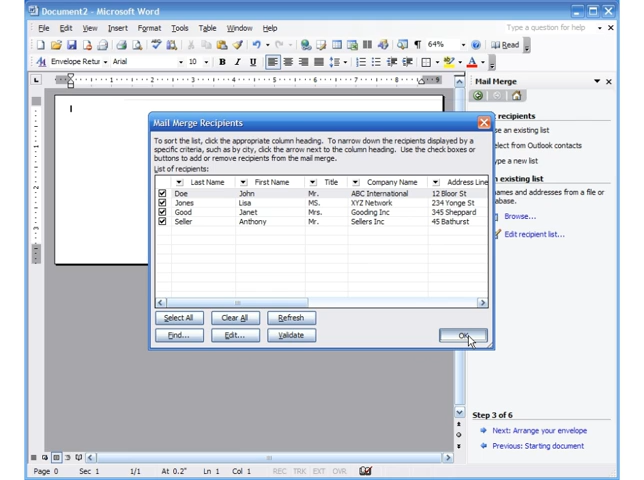 Document2 - Microsoft Word
File Edit View Insert Format Tools Table Window Help
Type a question for help
64%
Read
Envelope Retur
Arial
10
B I U
Mail Merge
recipients
se an existing list
elect from Outlook contacts
ype a new list
n existing list
names and addresses from a file or
tabase.
Browse...
Edit recipient list...
Mail Merge Recipients
To sort the list, click the appropriate column heading. To narrow down the recipients displayed by a
specific criteria, such as by city, click the arrow next to the column heading. Use the check boxes or
buttons to add or remove recipients from the mail merge.
List of recipients:
Last Name First Name Title Company Name Address Line
Doe John Mr. ABC International 12 Bloor St
Jones Lisa MS. XYZ Network 234 Yonge St
Good Janet Mrs. Gooding Inc 345 Sheppard
Seller Anthony Mr. Sellers Inc 45 Bathurst
Select All Clear All Refresh
Find... Edit... Validate
OK
Step 3 of 6
Next: Arrange your envelope
Previous: Starting document
Page 0 Sec 1 1/1 At 0.2" Ln 1 Col 1 REC TRK EXT OVR